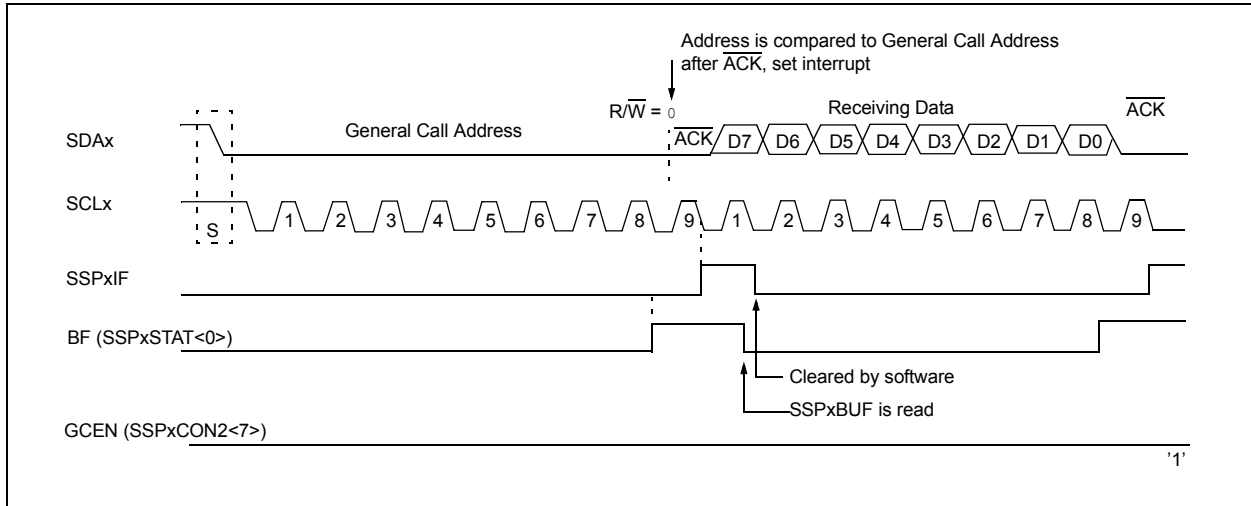 Address is compared to General Call Address
after ACK, set interrupt
R/W = 0
Receiving Data
ACK
General Call Address
SDAx
ACK
D7 D6 D5 D4 D3 D2 D1 D0
SCLx
S
1 2 3 4 5 6 7 8 9 1 2 3 4 5 6 7 8 9
SSPxIF
BF (SSPxSTAT<0>)
Cleared by software
SSPxBUF is read
GCEN (SSPxCON2<7>)
'1'